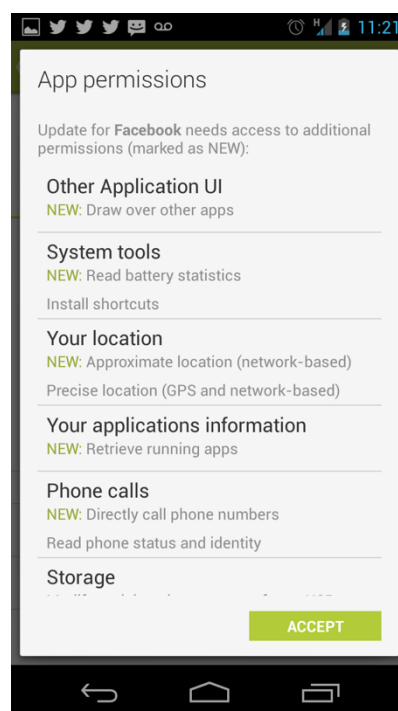 H
11:21
App permissions
Update for Facebook needs access to additional
permissions (marked as NEW):
Other Application UI
NEW: Draw over other apps
System tools
NEW: Read battery statistics
Install shortcuts
Your location
NEW: Approximate location (network-based)
Precise location (GPS and network-based)
Your applications information
NEW: Retrieve running apps
Phone calls
NEW: Directly call phone numbers
Read phone status and identity
Storage
ACCEPT